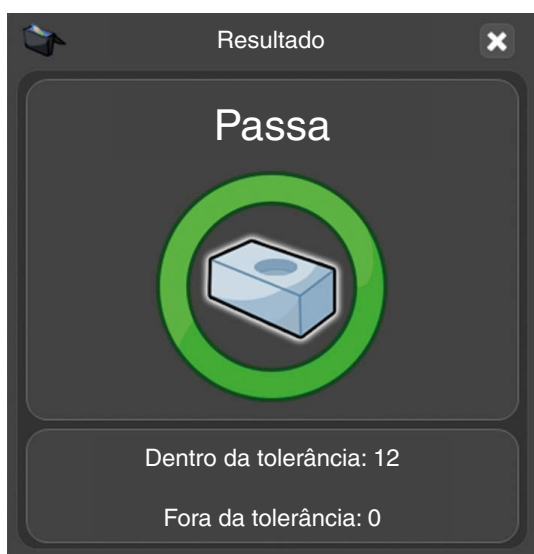 Resultado
Passa
Dentro da tolerância: 12
Fora da tolerância: 0